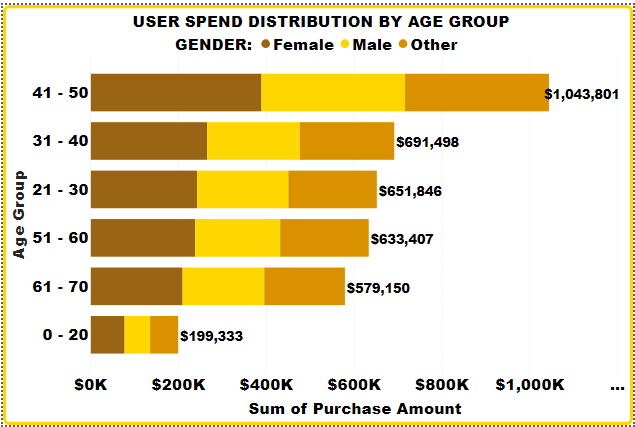 USER SPEND DISTRIBUTION BY AGE GROUP
GENDER: Female Male Other
41 - 50 $1,043,801
31 - 40 $691,498
21 - 30 $651,846
51 - 60 $633,407
61 - 70 $579,150
0 - 20 $199,333
Age Group
$0K $200K $400K $600K $800K $1,000K ...
Sum of Purchase Amount